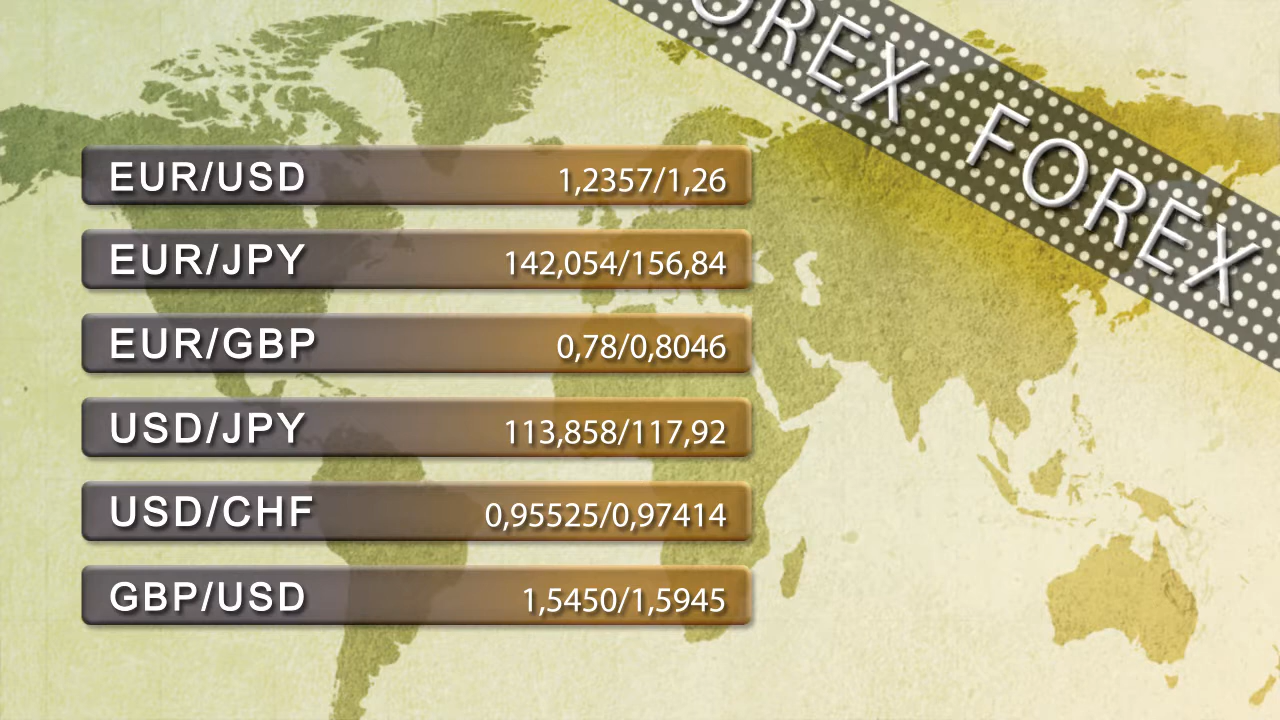 OREX FOREX
EUR/USD 1,2357/1,26
EUR/JPY 142,054/156,84
EUR/GBP 0,78/0,8046
USD/JPY 113,858/117,92
USD/CHF 0,95525/0,97414
GBP/USD 1,5450/1,5945